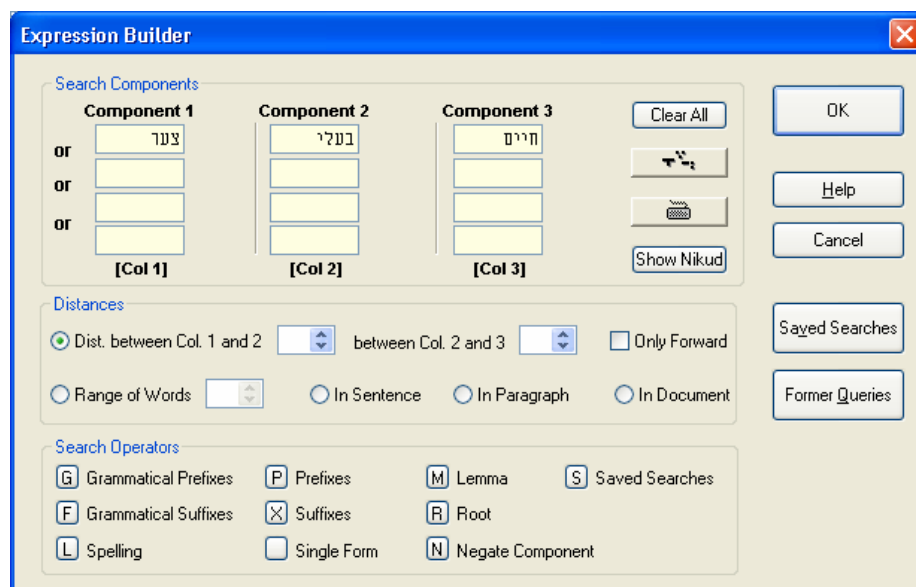 Expression Builder
Search Components
Component 1 Component 2 Component 3
צער בעלי חיים
or
or
or
[Col 1] [Col 2] [Col 3]
Clear All
Show Nikud
OK
Help
Cancel
Saved Searches
Former Queries
Distances
Dist. between Col. 1 and 2 between Col. 2 and 3 Only Forward
Range of Words In Sentence In Paragraph In Document
Search Operators
G Grammatical Prefixes P Prefixes M Lemma S Saved Searches
F Grammatical Suffixes X Suffixes R Root
L Spelling Single Form N Negate Component